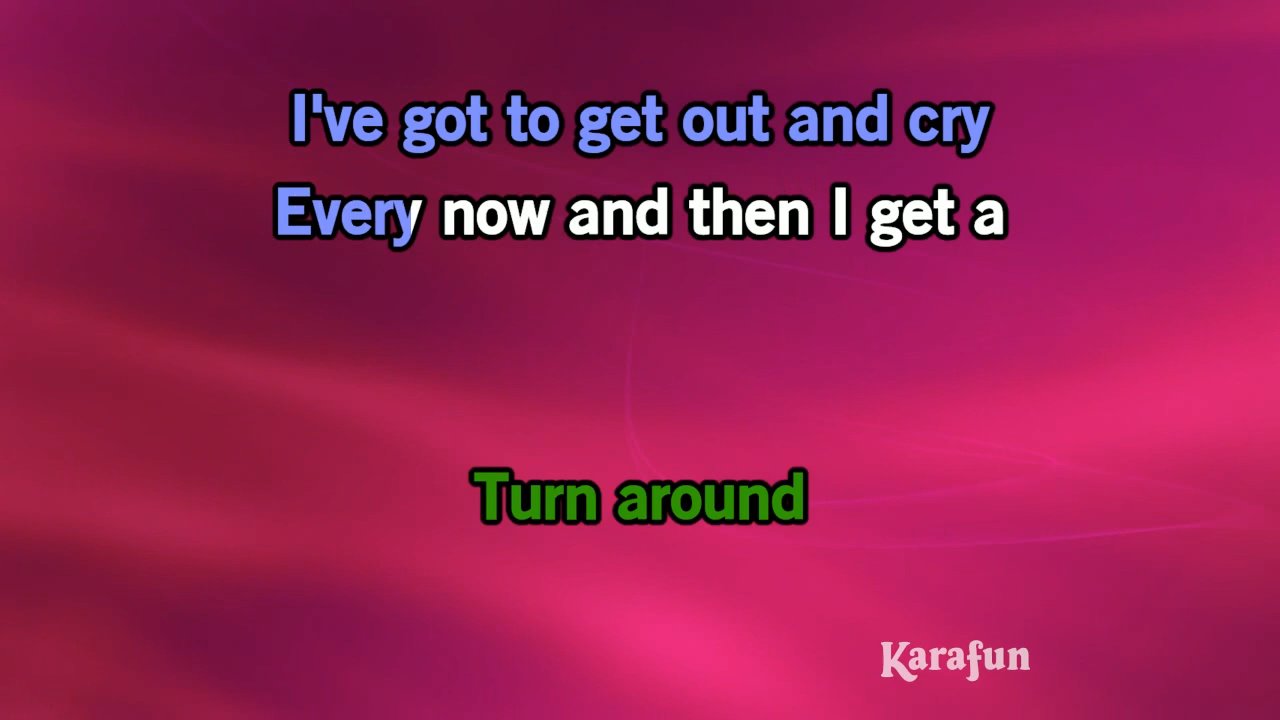 I've got to get out and cry
Every now and then I get a
Turn around
Karafun